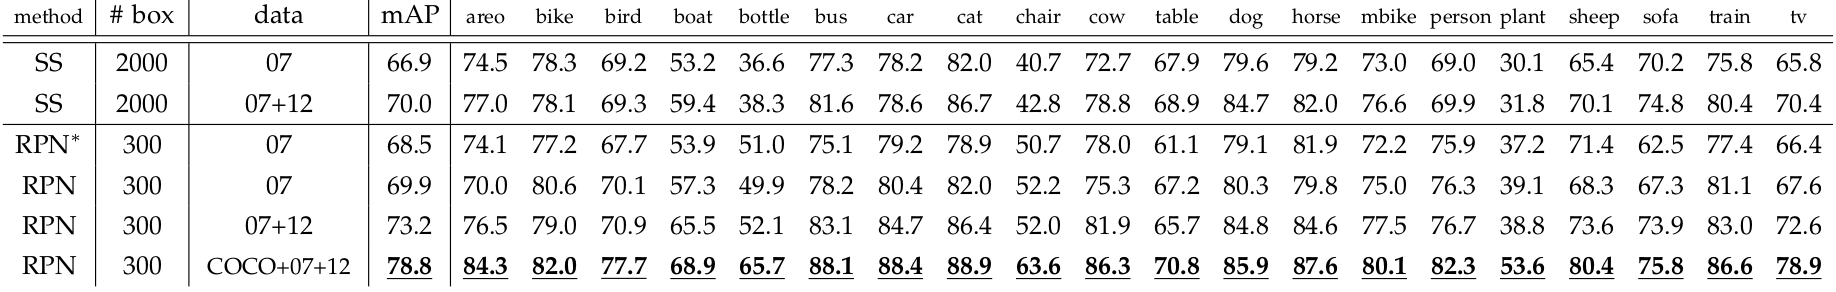 method # box data mAP areo bike bird boat bottle bus car cat chair cow table dog horse mbike person plant sheep sofa train tv
SS 2000 07 66.9 74.5 78.3 69.2 53.2 36.6 77.3 78.2 82.0 40.7 72.7 67.9 79.6 79.2 73.0 69.0 30.1 65.4 70.2 75.8 65.8
SS 2000 07+12 70.0 77.0 78.1 69.3 59.4 38.3 81.6 78.6 86.7 42.8 78.8 68.9 84.7 82.0 76.6 69.9 31.8 70.1 74.8 80.4 70.4
RPN* 300 07 68.5 74.1 77.2 67.7 53.9 51.0 75.1 79.2 78.9 50.7 78.0 61.1 79.1 81.9 72.2 75.9 37.2 71.4 62.5 77.4 66.4
RPN 300 07 69.9 70.0 80.6 70.1 57.3 49.9 78.2 80.4 82.0 52.2 75.3 67.2 80.3 79.8 75.0 76.3 39.1 68.3 67.3 81.1 67.6
RPN 300 07+12 73.2 76.5 79.0 70.9 65.5 52.1 83.1 84.7 86.4 52.0 81.9 65.7 84.8 84.6 77.5 76.7 38.8 73.6 73.9 83.0 72.6
RPN 300 COCO+07+12 78.8 84.3 82.0 77.7 68.9 65.7 88.1 88.4 88.9 63.6 86.3 70.8 85.9 87.6 80.1 82.3 53.6 80.4 75.8 86.6 78.9